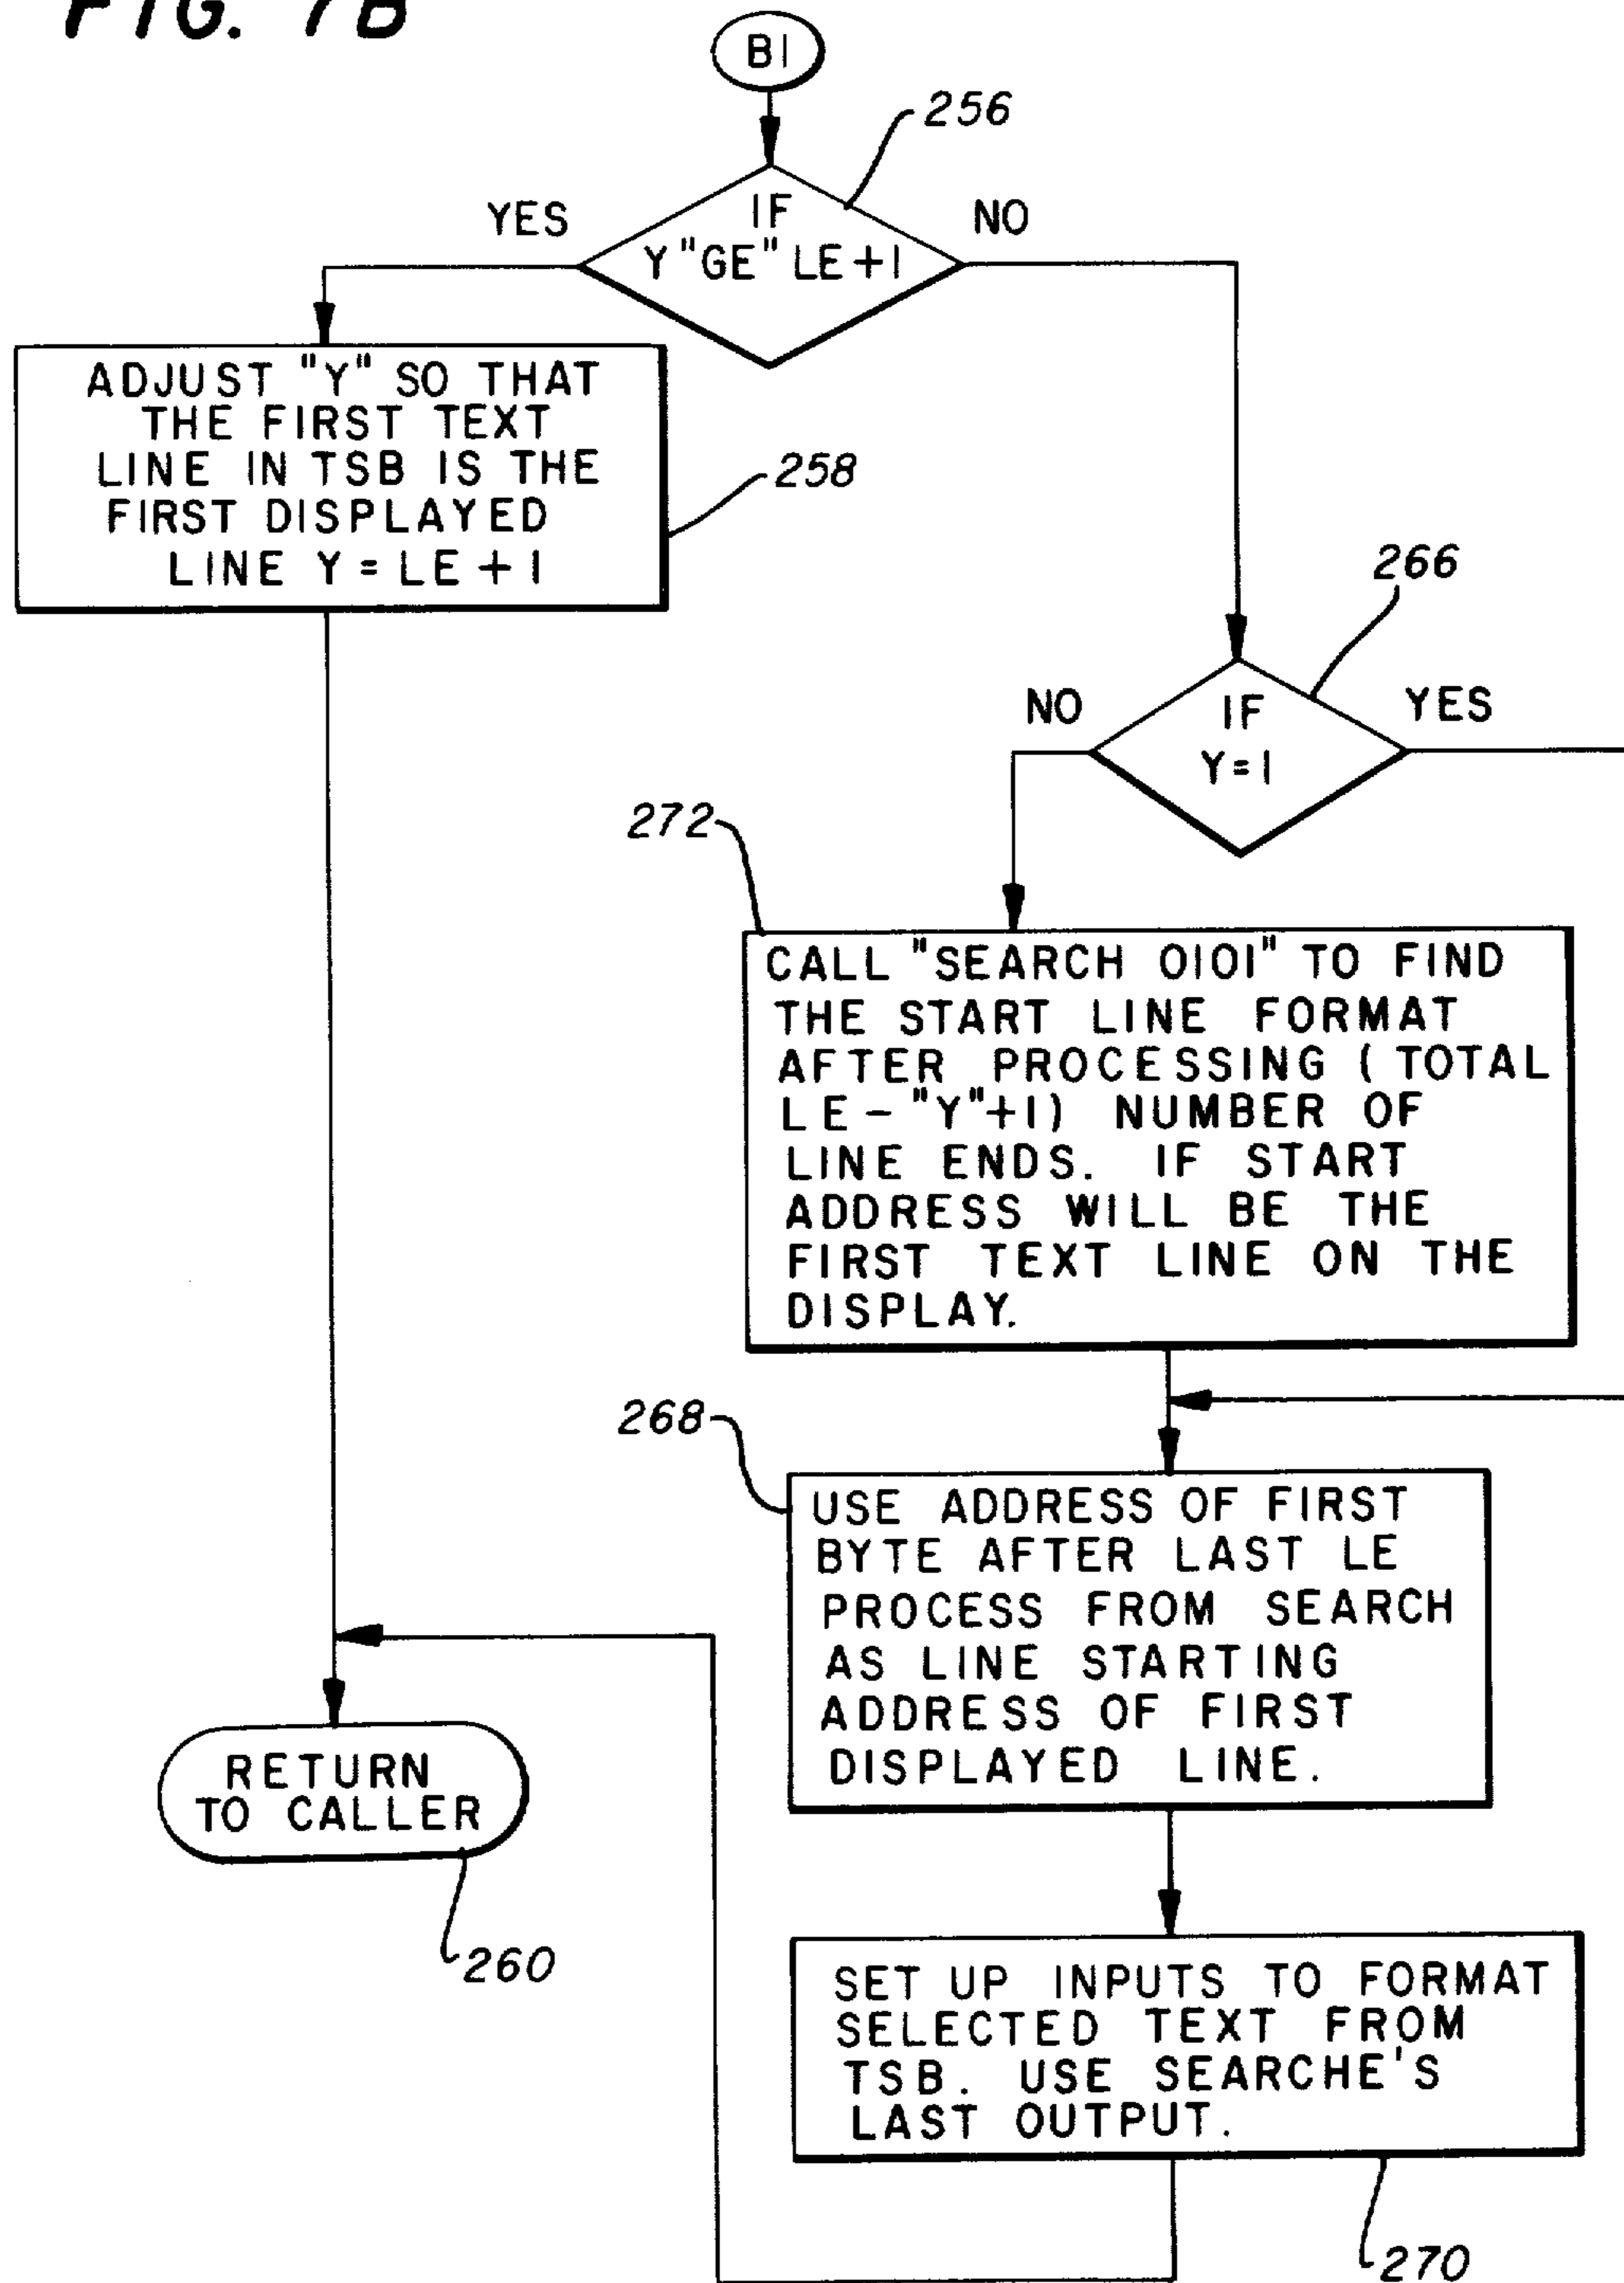 FIG. 7B
B1
256
YES
IF
Y "GE" LE+1
NO
ADJUST "Y" SO THAT
THE FIRST TEXT
LINE IN TSB IS THE
FIRST DISPLAYED
LINE Y = LE + 1
258
266
NO
IF
Y=1
YES
272
CALL "SEARCH 0101" TO FIND
THE START LINE FORMAT
AFTER PROCESSING (TOTAL
LE-"Y"+1) NUMBER OF
LINE ENDS. IF START
ADDRESS WILL BE THE
FIRST TEXT LINE ON THE
DISPLAY.
268
USE ADDRESS OF FIRST
BYTE AFTER LAST LE
PROCESS FROM SEARCH
AS LINE STARTING
ADDRESS OF FIRST
DISPLAYED LINE.
RETURN
TO CALLER
260
SET UP INPUTS TO FORMAT
SELECTED TEXT FROM
TSB. USE SEARCHE'S
LAST OUTPUT.
270